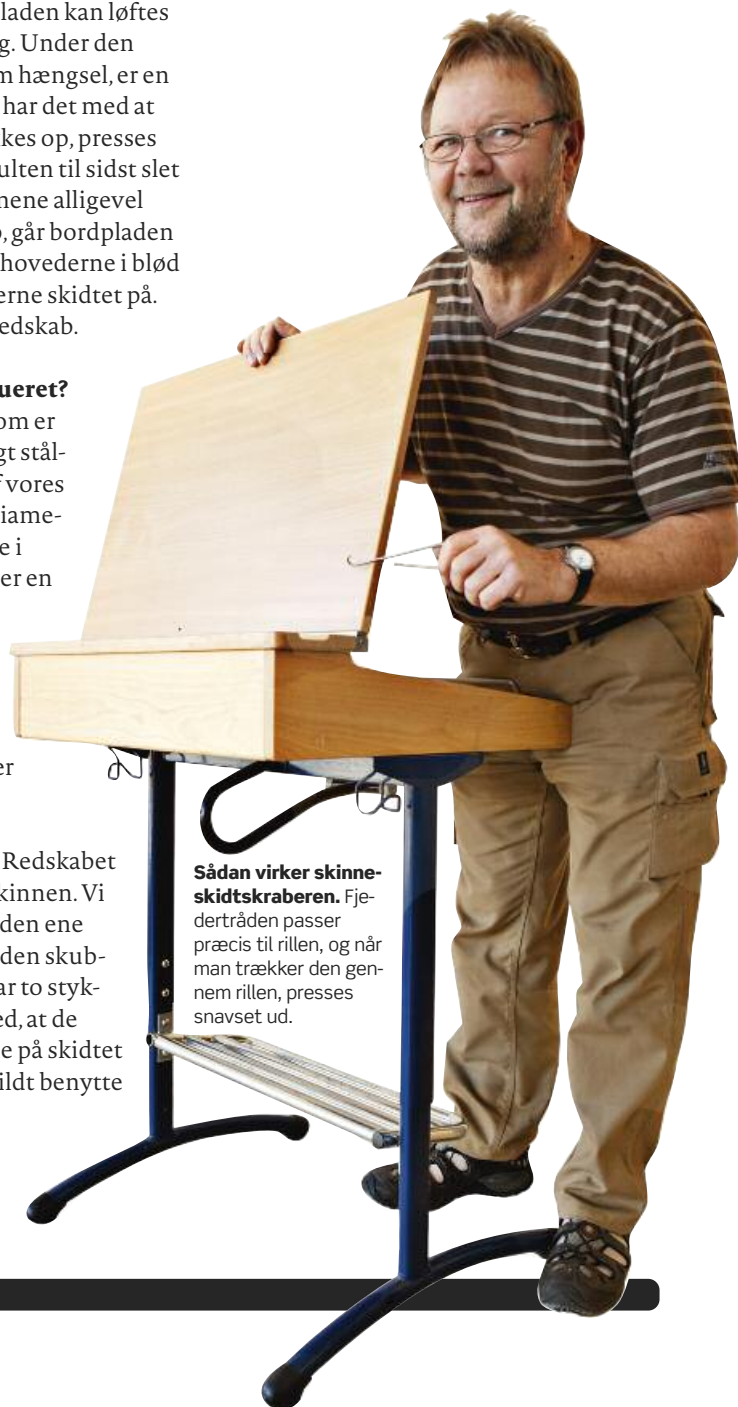 laden kan løftes
g. Under den
m hængsel, er en
har det med at
kes op, presses
ulten til sidst slet
nene alligevel
o, går bordpladen
hovederne i blød
erne skidtet på.
edskab.
ueret?
om er
gt stål-
f vores
iame-
e i
er en
er
Redskabet
kinnen. Vi
den ene
den skub-
ar to styk-
ed, at de
e på skidtet
ildt benytte
Sådan virker skinne-
skidtskraberen. Fje-
dertråden passer
præcis til rillen, og når
man trækker den gen-
nem rillen, presses
snavset ud.